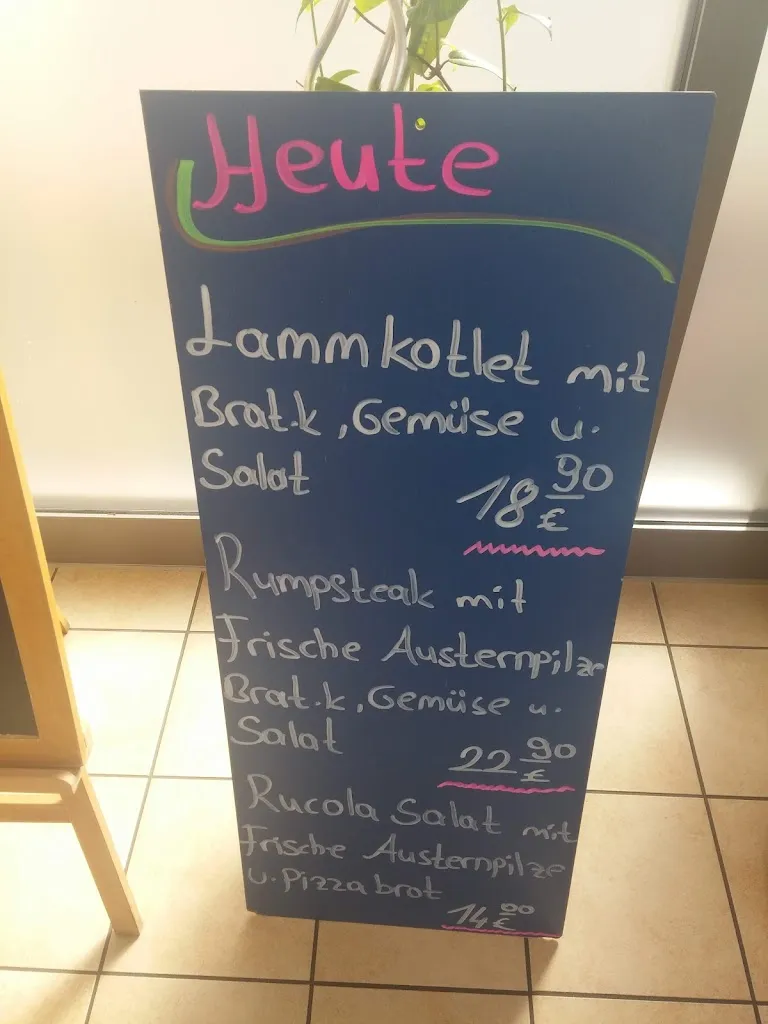 Heute
Lammkotlet mit
Brat.k, Gemüse u.
Salat
18 90 €
Rumpsteak mit
Frische Austernpilze
Brat.k, Gemüse u.
Salat
22 90 €
Rucola Salat mit
Frische Austernpilze
u. Pizzabrot
14 00 €